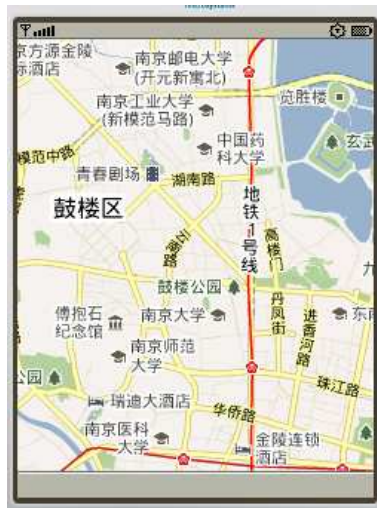 京方源金陵
际酒店
南京邮电大学
(开元新寓北)
南京工业大学
(新模范马路)
览胜楼
中国药
科大学
玄武
模范中路
青春剧场
湖南路
鼓楼区
地铁1号线
云南路
高楼门
鼓楼公园
傅抱石
纪念馆
南京大学
丹凤街
进香河路
东南
南京师范
大学
公园
珠江路
瑞迪大酒店
华侨路
南京医科
大学
金陵连锁
酒店